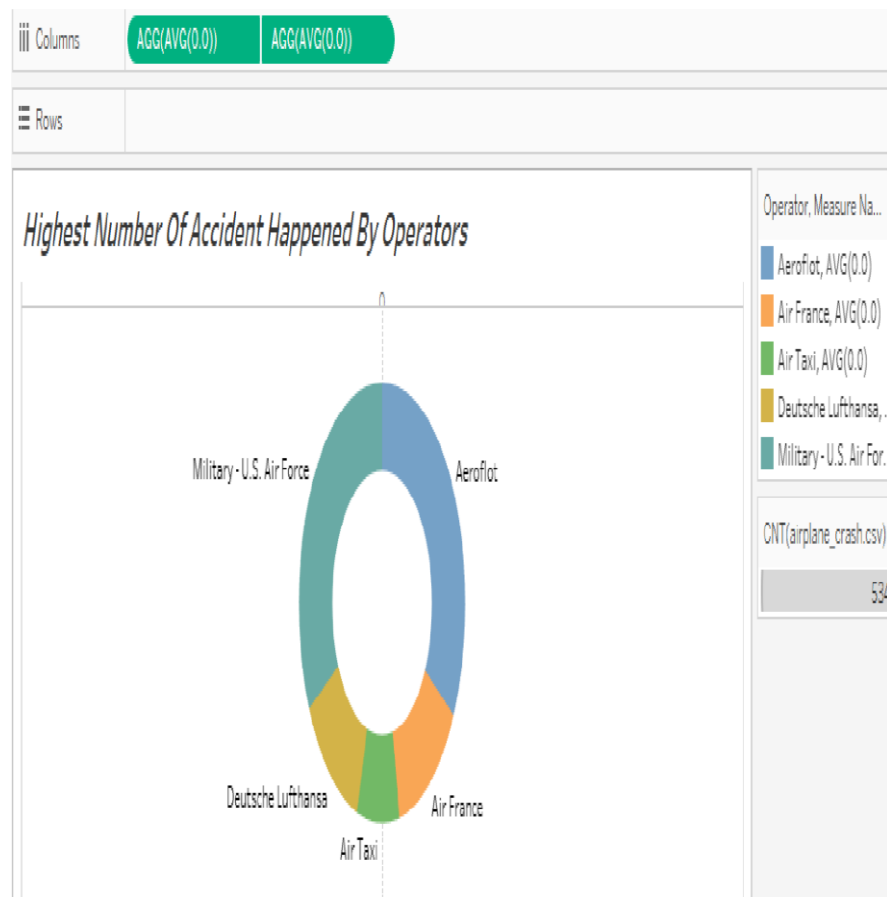 Columns
AGG(AVG(0.0)) AGG(AVG(0.0))
Rows
Highest Number Of Accident Happened By Operators
0
Military - U.S. Air Force
Aeroflot
Deutsche Lufthansa
Air France
Air Taxi
Operator, Measure Na...
Aeroflot, AVG(0.0)
Air France, AVG(0.0)
Air Taxi, AVG(0.0)
Deutsche Lufthansa, ..
Military - U.S. Air For..
CNT(airplane_crash.csv)
534